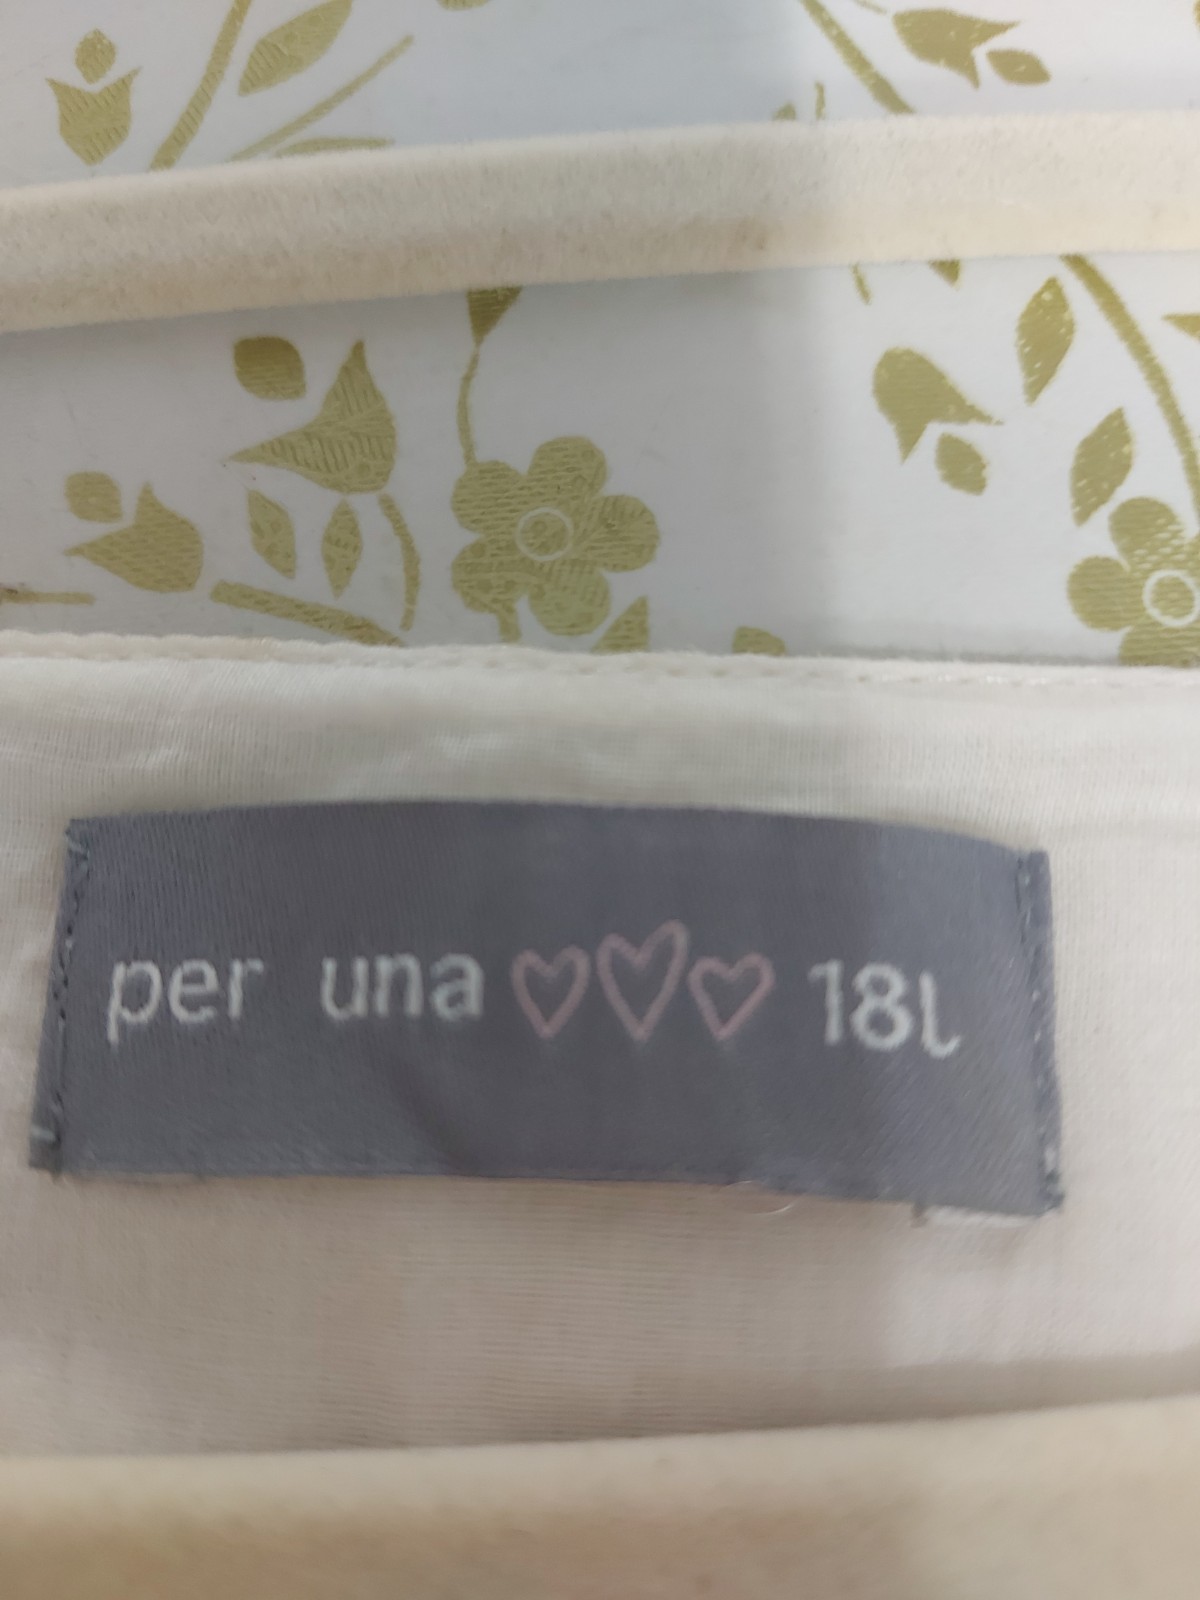 per una ♡♡♡ 18L